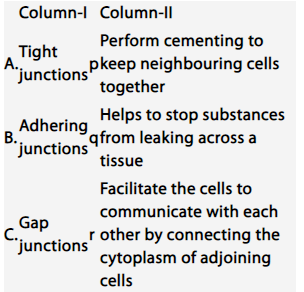 Column-I Column-II
A. Tight junctions p Perform cementing to keep neighbouring cells together
B. Adhering junctions q Helps to stop substances from leaking across a tissue
C. Gap junctions r Facilitate the cells to communicate with each other by connecting the cytoplasm of adjoining cells